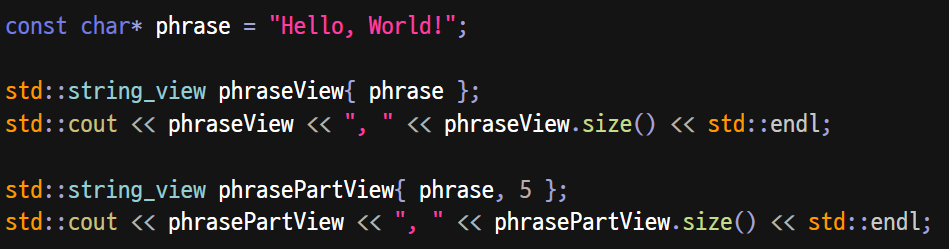 const char* phrase = "Hello, World!";
std::string_view phraseView{ phrase };
std::cout << phraseView << ", " << phraseView.size() << std::endl;
std::string_view phrasePartView{ phrase, 5 };
std::cout << phrasePartView << ", " << phrasePartView.size() << std::endl;